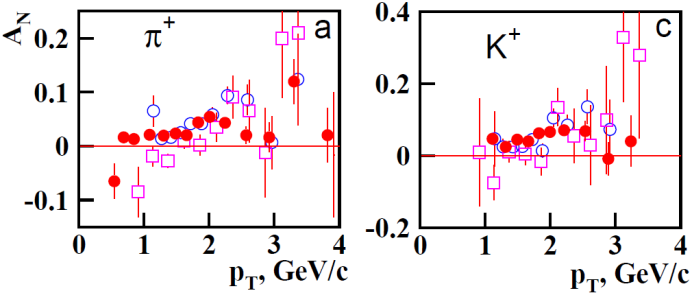 A_N
0.2
0.1
0
-0.1
π⁺
a
0 1 2 3 4
p_T, GeV/c
0.4
0.2
0
-0.2
K⁺
c
0 1 2 3 4
p_T, GeV/c